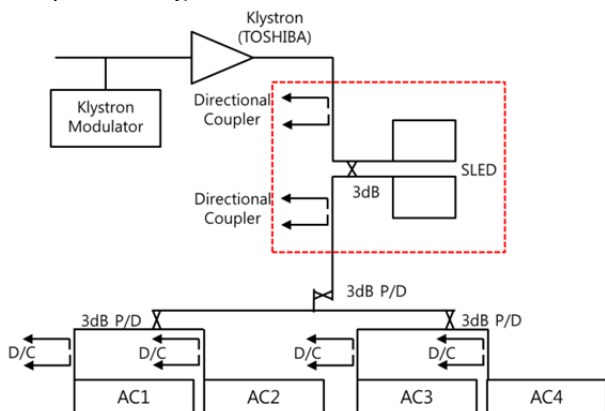 Klystron
(TOSHIBA)
Klystron
Modulator
Directional
Coupler
SLED
3dB
Directional
Coupler
3dB P/D
3dB P/D
3dB P/D
D/C
D/C
D/C
D/C
AC1
AC2
AC3
AC4